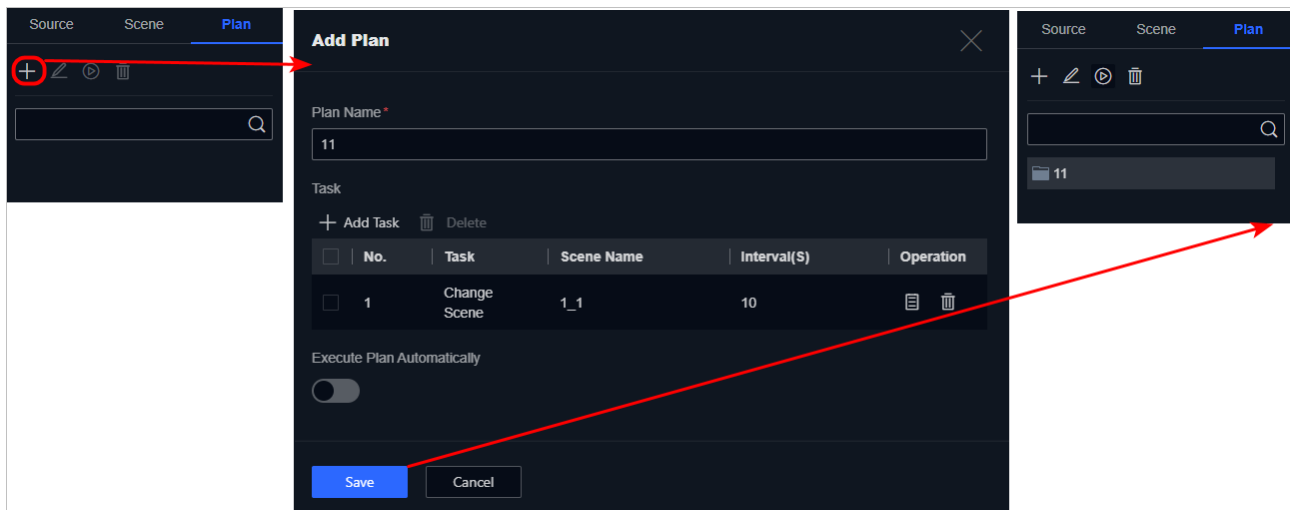 Source Scene Plan
Add Plan
Plan Name*
11
Task
Add Task Delete
No. Task Scene Name Interval(S) Operation
1 Change Scene 1_1 10
Execute Plan Automatically
Save Cancel
Source Scene Plan
11